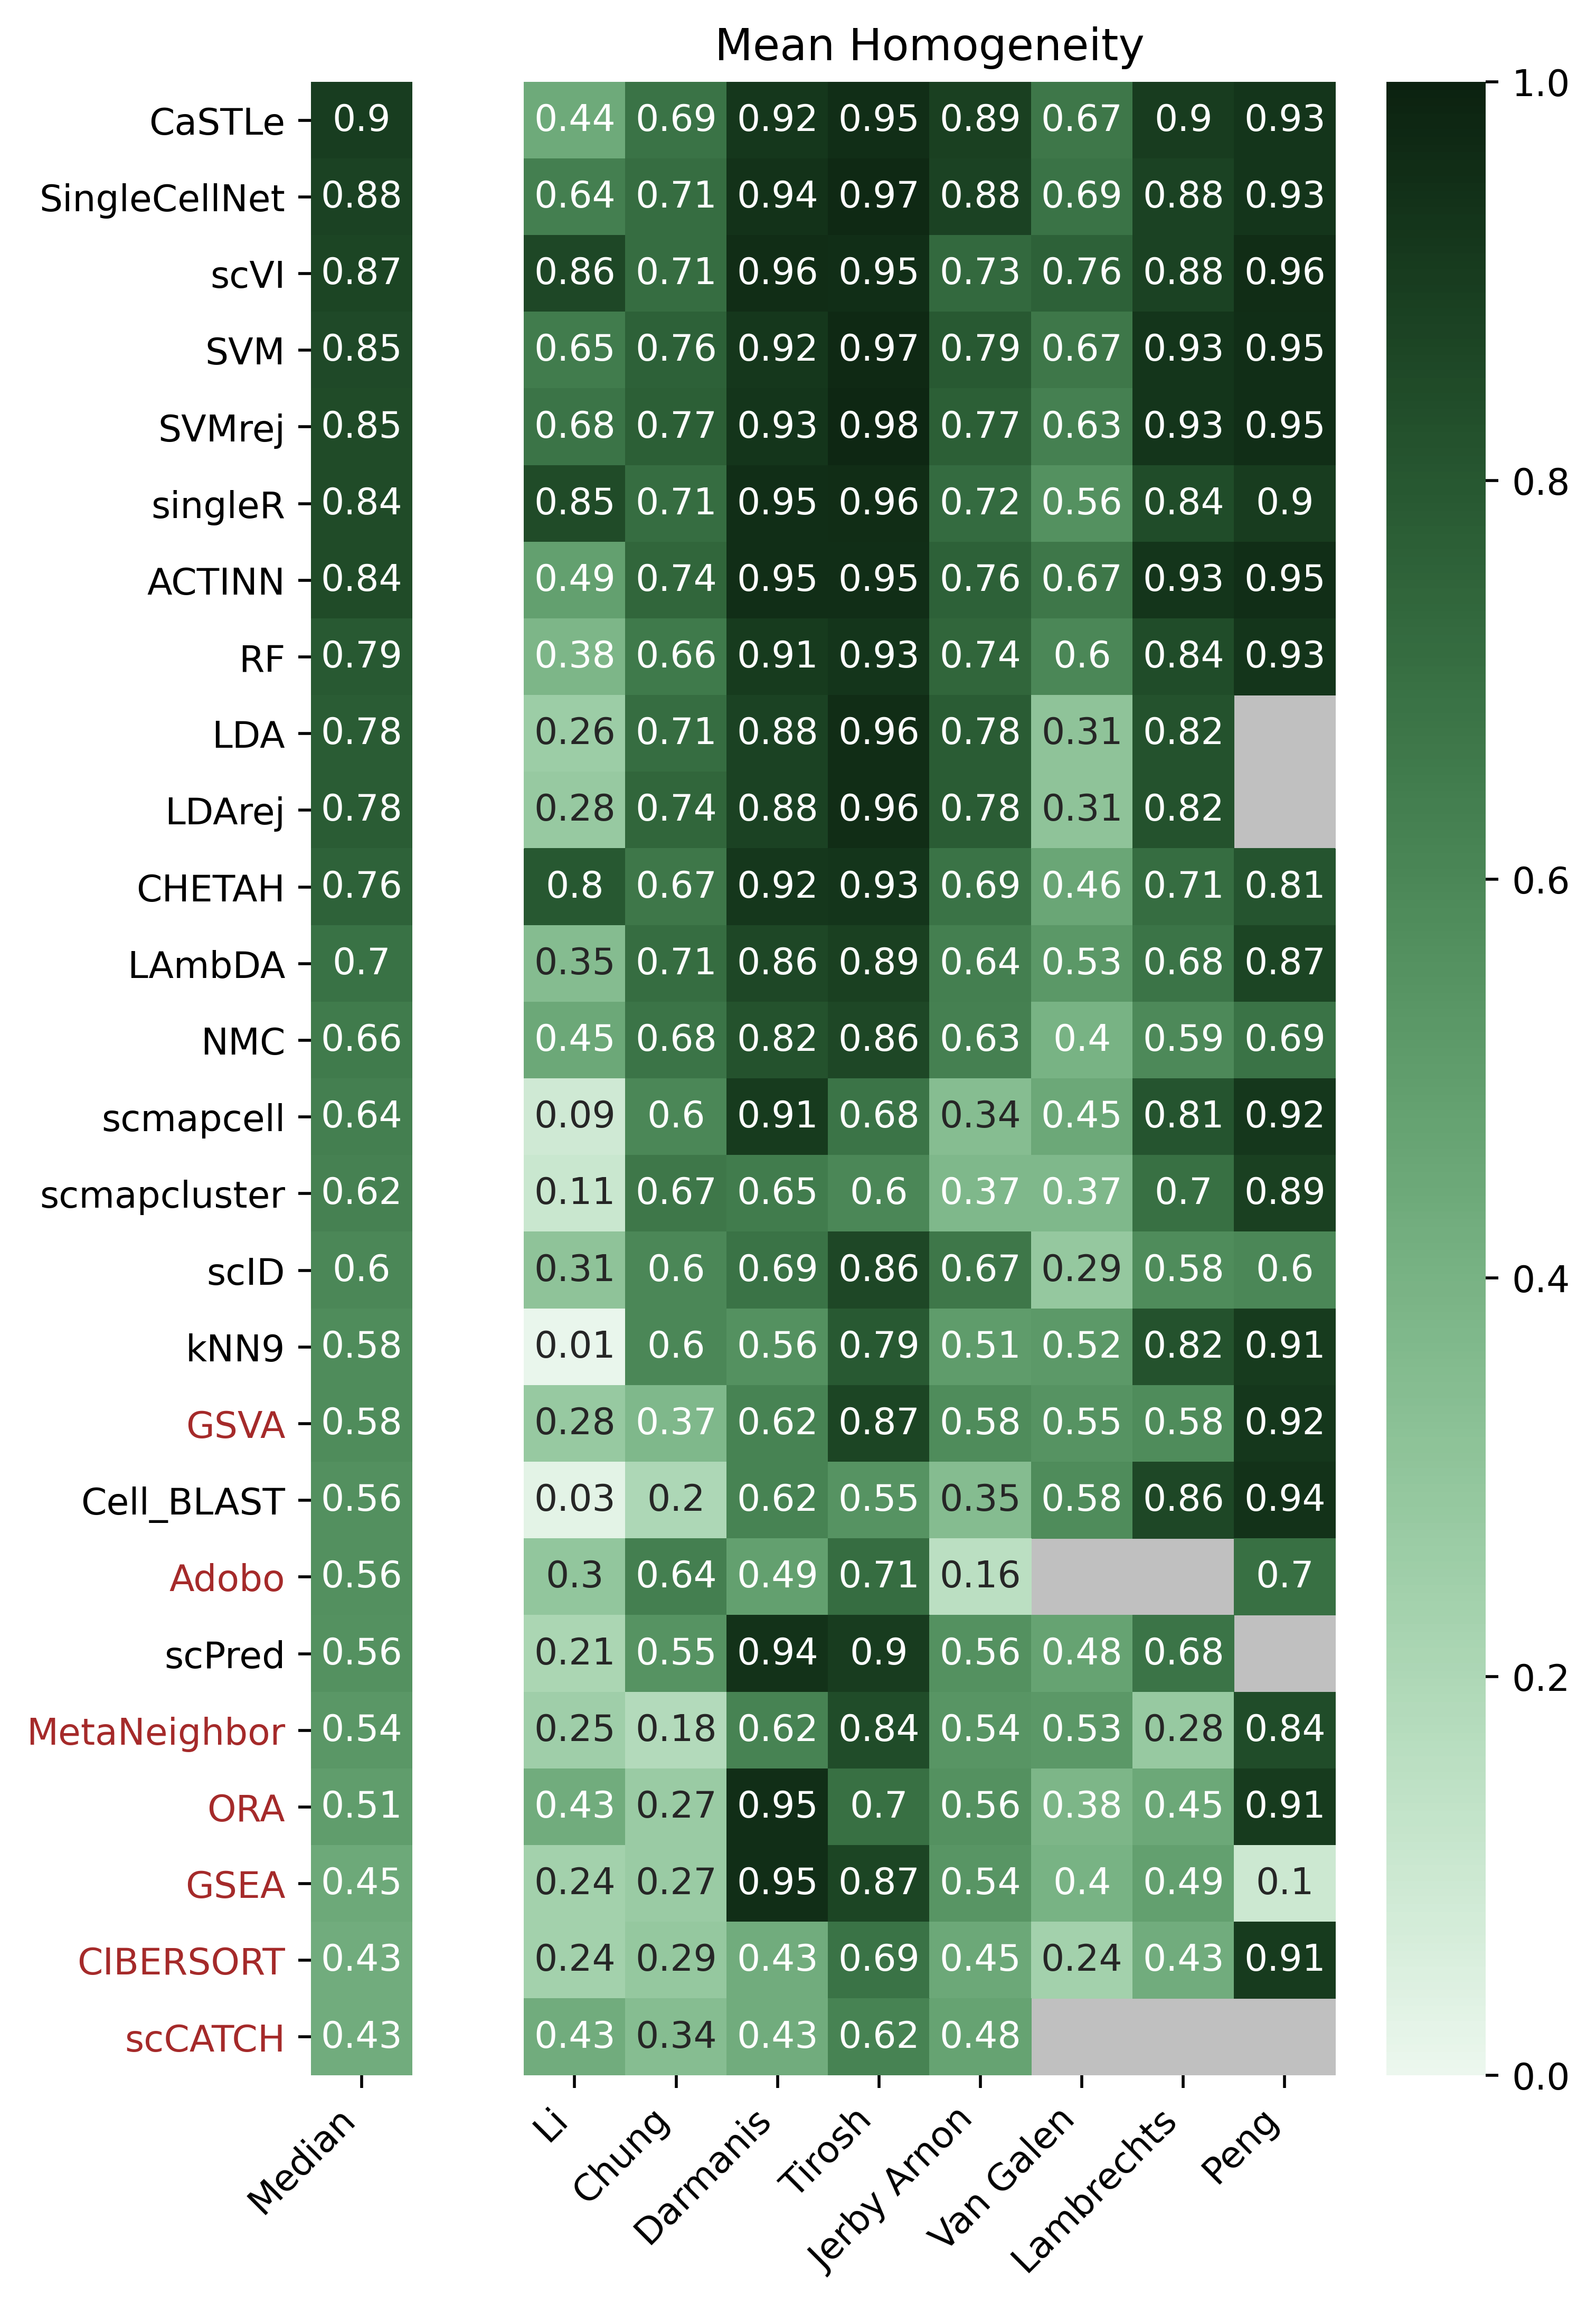 Mean Homogeneity
CaSTLe 0.9 0.44 0.69 0.92 0.95 0.89 0.67 0.9 0.93
SingleCellNet 0.88 0.64 0.71 0.94 0.97 0.88 0.69 0.88 0.93
scVI 0.87 0.86 0.71 0.96 0.95 0.73 0.76 0.88 0.96
SVM 0.85 0.65 0.76 0.92 0.97 0.79 0.67 0.93 0.95
SVMrej 0.85 0.68 0.77 0.93 0.98 0.77 0.63 0.93 0.95
singleR 0.84 0.85 0.71 0.95 0.96 0.72 0.56 0.84 0.9
ACTINN 0.84 0.49 0.74 0.95 0.95 0.76 0.67 0.93 0.95
RF 0.79 0.38 0.66 0.91 0.93 0.74 0.6 0.84 0.93
LDA 0.78 0.26 0.71 0.88 0.96 0.78 0.31 0.82
LDArej 0.78 0.28 0.74 0.88 0.96 0.78 0.31 0.82
CHETAH 0.76 0.8 0.67 0.92 0.93 0.69 0.46 0.71 0.81
LAmbDA 0.7 0.35 0.71 0.86 0.89 0.64 0.53 0.68 0.87
NMC 0.66 0.45 0.68 0.82 0.86 0.63 0.4 0.59 0.69
scmapcell 0.64 0.09 0.6 0.91 0.68 0.34 0.45 0.81 0.92
scmapcluster 0.62 0.11 0.67 0.65 0.6 0.37 0.37 0.7 0.89
scID 0.6 0.31 0.6 0.69 0.86 0.67 0.29 0.58 0.6
kNN9 0.58 0.01 0.6 0.56 0.79 0.51 0.52 0.82 0.91
GSVA 0.58 0.28 0.37 0.62 0.87 0.58 0.55 0.58 0.92
Cell_BLAST 0.56 0.03 0.2 0.62 0.55 0.35 0.58 0.86 0.94
Adobo 0.56 0.3 0.64 0.49 0.71 0.16 0.7
scPred 0.56 0.21 0.55 0.94 0.9 0.56 0.48 0.68
MetaNeighbor 0.54 0.25 0.18 0.62 0.84 0.54 0.53 0.28 0.84
ORA 0.51 0.43 0.27 0.95 0.7 0.56 0.38 0.45 0.91
GSEA 0.45 0.24 0.27 0.95 0.87 0.54 0.4 0.49 0.1
CIBERSORT 0.43 0.24 0.29 0.43 0.69 0.45 0.24 0.43 0.91
scCATCH 0.43 0.43 0.34 0.43 0.62 0.48
Median Li Chung Darmanis Tirosh Jerby Arnon Van Galen Lambrechts Peng
1.0
0.8
0.6
0.4
0.2
0.0